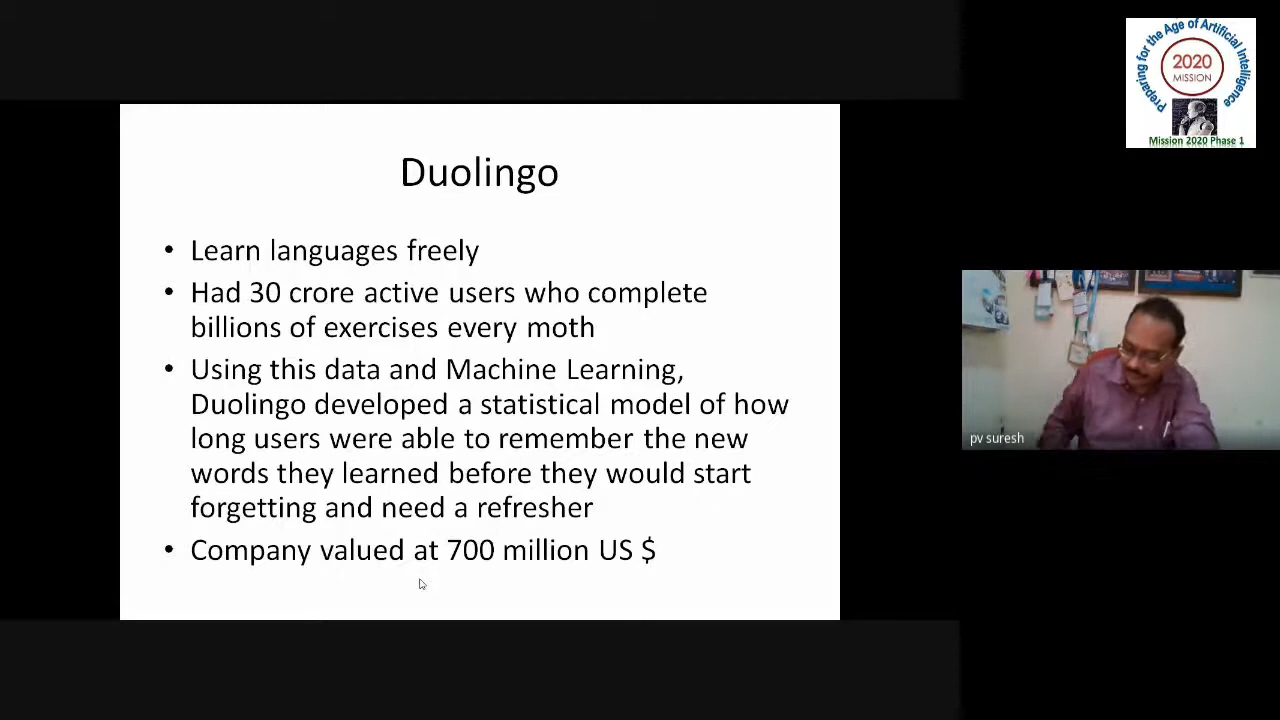 Duolingo
• Learn languages freely
• Had 30 crore active users who complete
billions of exercises every moth
• Using this data and Machine Learning,
Duolingo developed a statistical model of how
long users were able to remember the new
words they learned before they would start
forgetting and need a refresher
• Company valued at 700 million US $
Preparing for the Age of Artificial Intelligence
2020
MISSION
Mission 2020 Phase 1
pv suresh